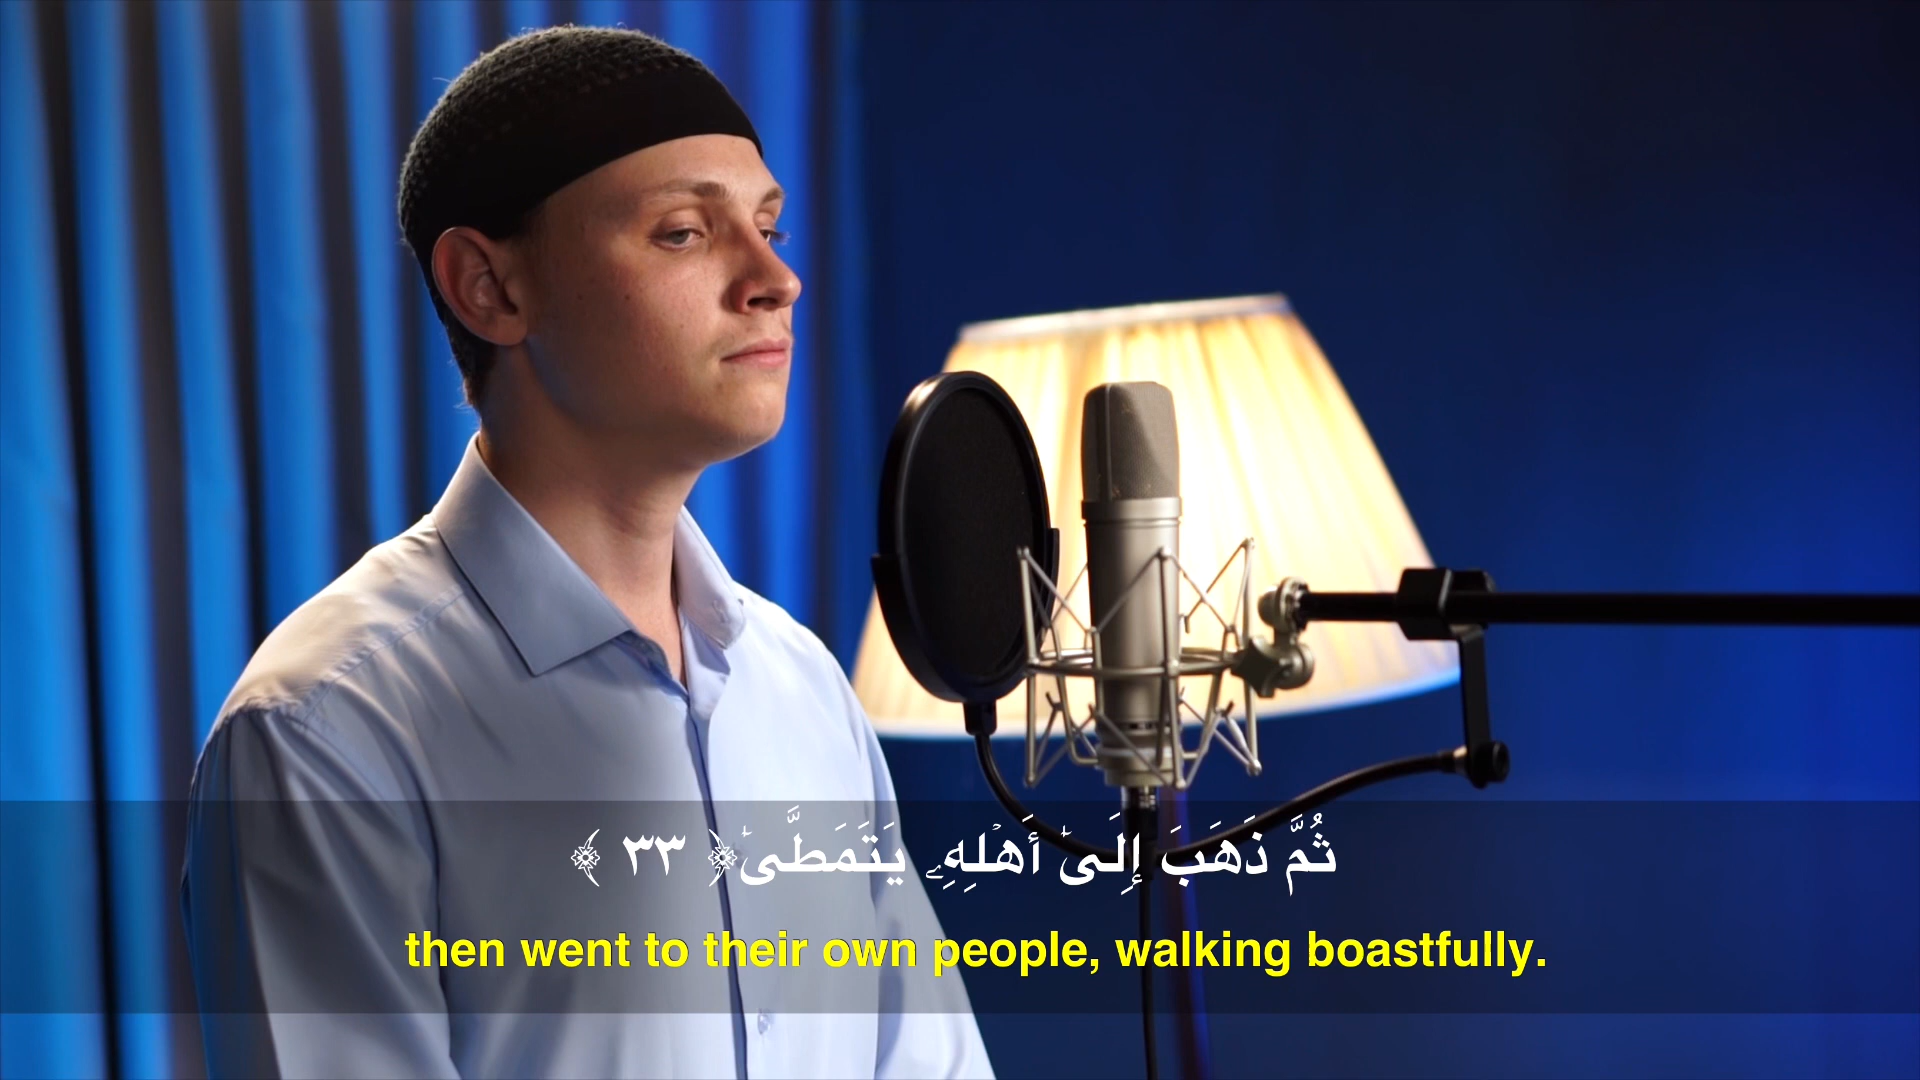 ثُمَّ ذَهَبَ إِلَىٰٓ أَهۡلِهِۦ يَتَمَطَّىٰٓ ﴿٣٣﴾
then went to their own people, walking boastfully.